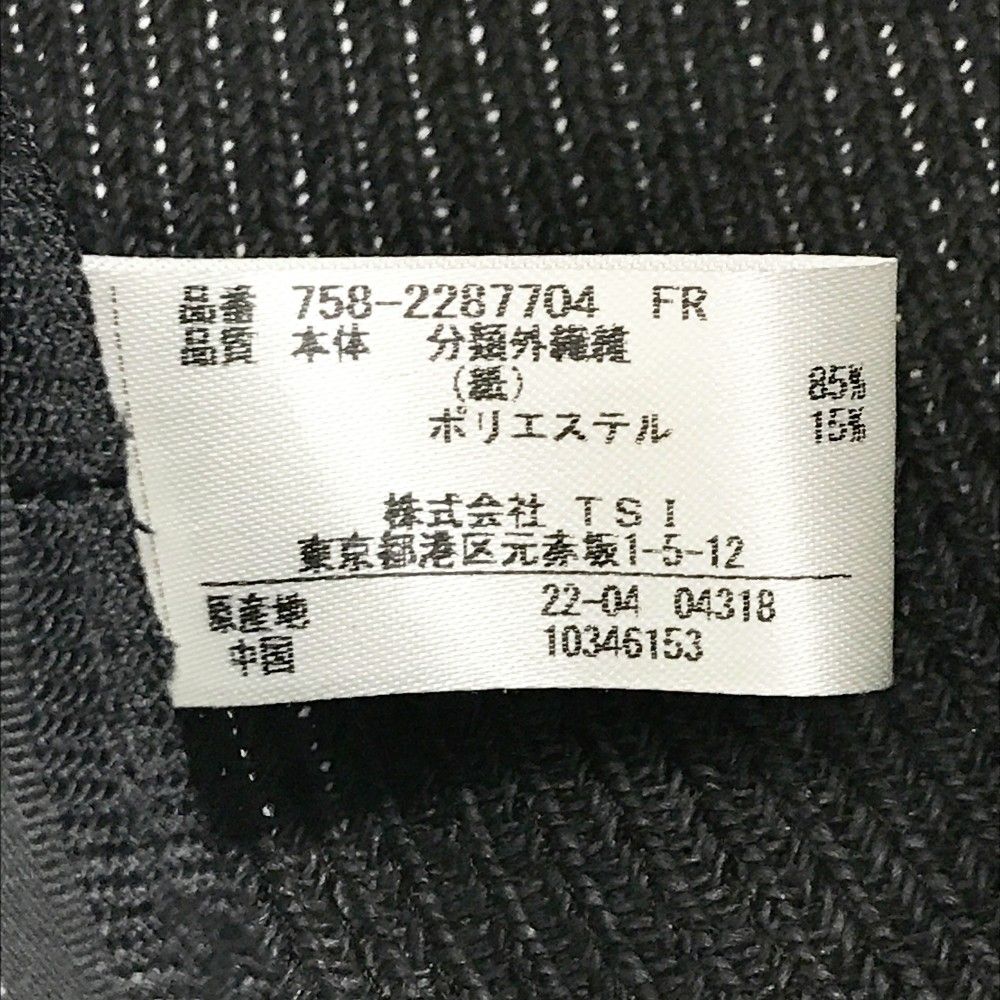 品番 758-2287704 FR
品質 本体 分類外繊維
(紙) 85%
ポリエステル 15%
株式会社 TSI
東京都港区元赤坂1-5-12
原産地 22-04 04318
中国 10346153